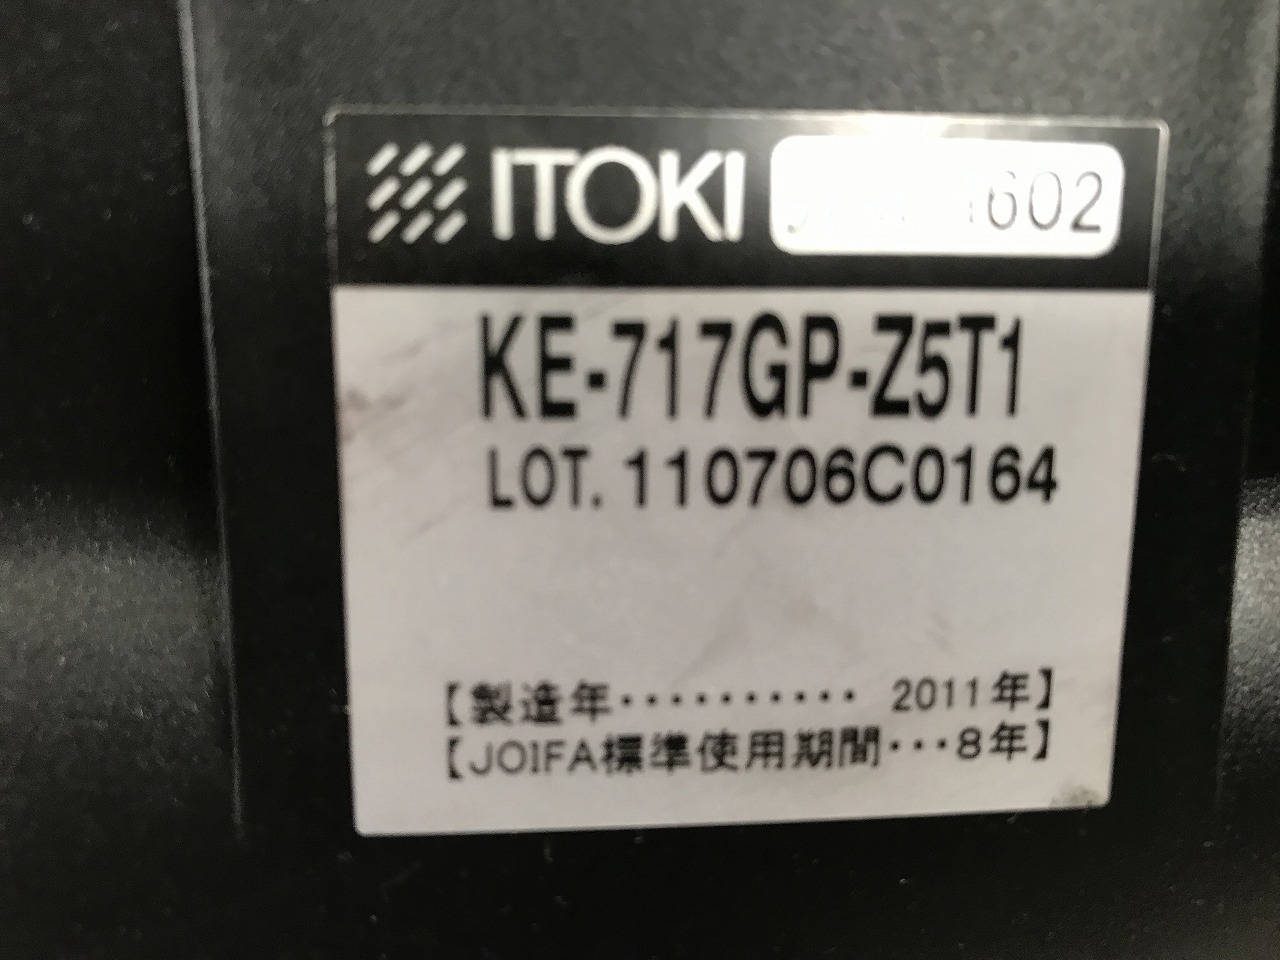 ITOKI 602
KE-717GP-Z5T1
LOT. 110706C0164
【製造年・・・・・・・・・・ 2011年】
【JOIFA標準使用期間・・・8年】